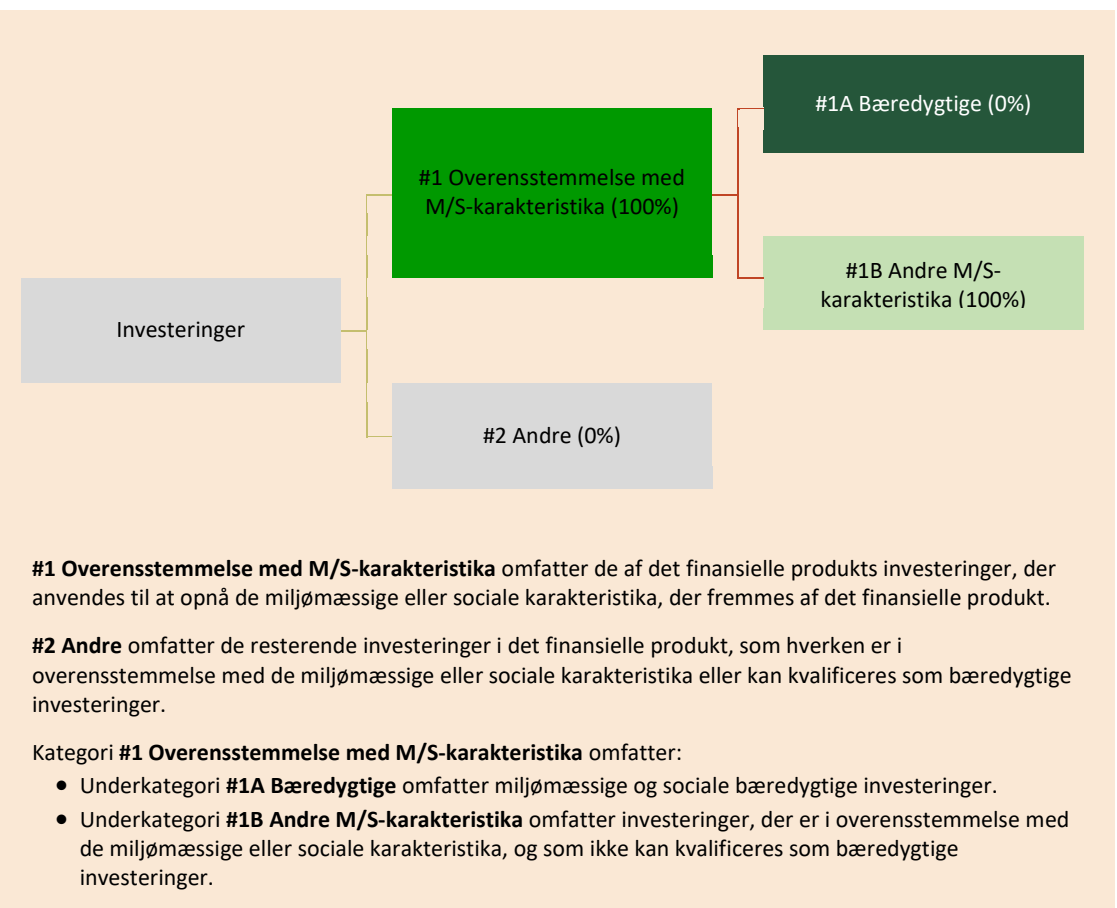 #1A Bæredygtige (0%)
#1 Overensstemmelse med
M/S-karakteristika (100%)
#1B Andre M/S-
karakteristika (100%)
Investeringer
#2 Andre (0%)
#1 Overensstemmelse med M/S-karakteristika omfatter de af det finansielle produkts investeringer, der
anvendes til at opnå de miljømæssige eller sociale karakteristika, der fremmes af det finansielle produkt.
#2 Andre omfatter de resterende investeringer i det finansielle produkt, som hverken er i
overensstemmelse med de miljømæssige eller sociale karakteristika eller kan kvalificeres som bæredygtige
investeringer.
Kategori #1 Overensstemmelse med M/S-karakteristika omfatter:
• Underkategori #1A Bæredygtige omfatter miljømæssige og sociale bæredygtige investeringer.
• Underkategori #1B Andre M/S-karakteristika omfatter investeringer, der er i overensstemmelse med
de miljømæssige eller sociale karakteristika, og som ikke kan kvalificeres som bæredygtige
investeringer.